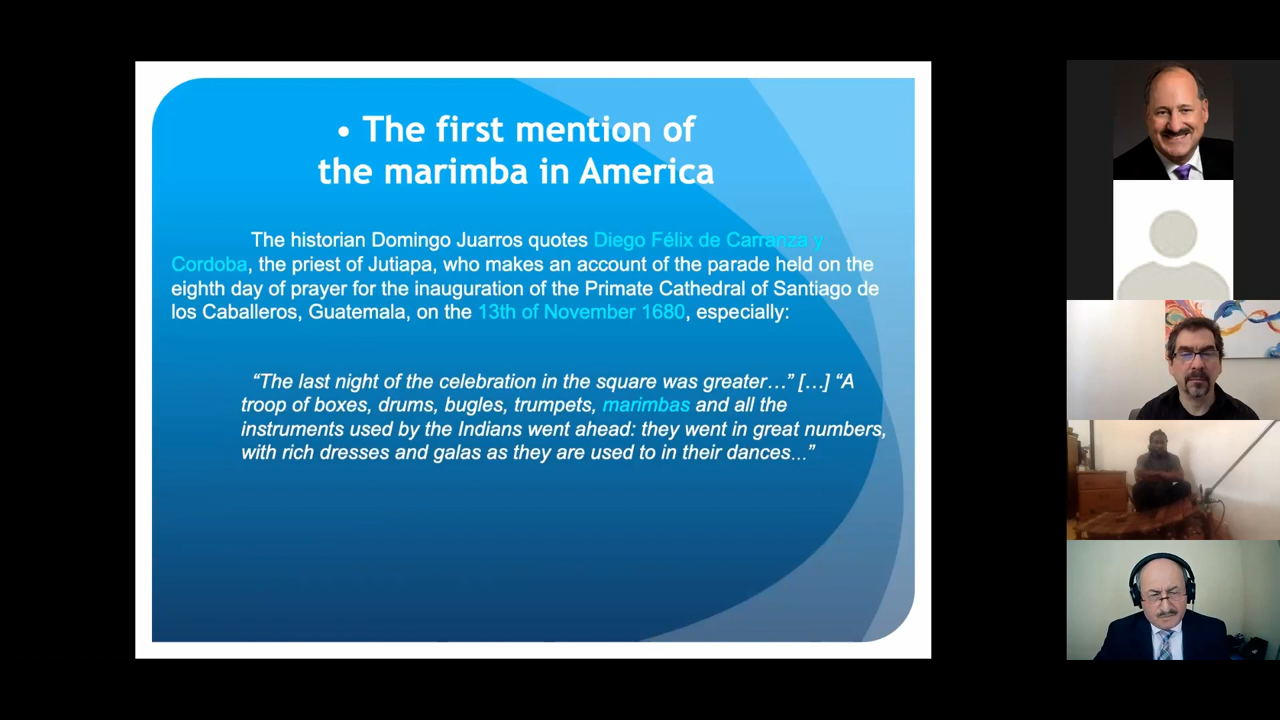 • The first mention of
the marimba in America
The historian Domingo Juarros quotes Diego Félix de Carranza y
Cordoba, the priest of Jutiapa, who makes an account of the parade held on the
eighth day of prayer for the inauguration of the Primate Cathedral of Santiago de
los Caballeros, Guatemala, on the 13th of November 1680, especially:
“The last night of the celebration in the square was greater…” […] “A
troop of boxes, drums, bugles, trumpets, marimbas and all the
instruments used by the Indians went ahead: they went in great numbers,
with rich dresses and galas as they are used to in their dances...”